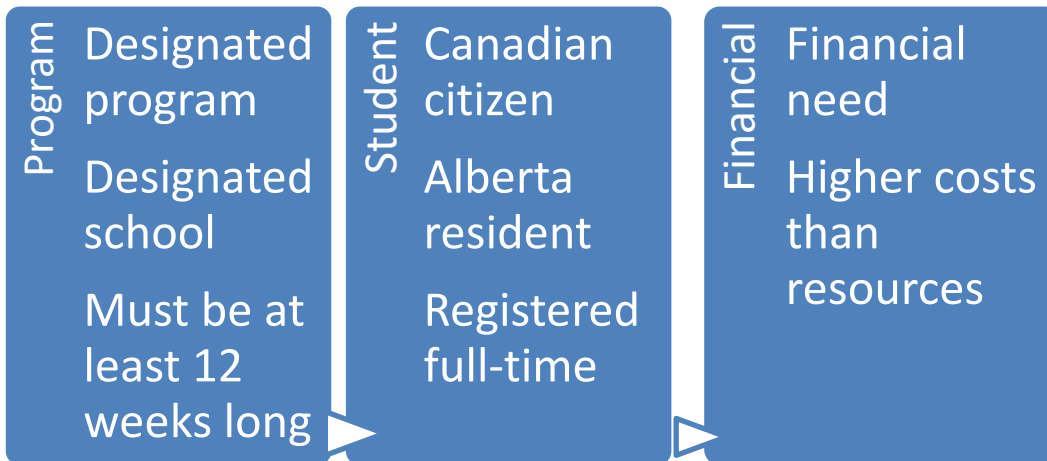 Program
Designated
program
Designated
school
Must be at
least 12
weeks long
Student
Canadian
citizen
Alberta
resident
Registered
full-time
Financial
Financial
need
Higher costs
than
resources